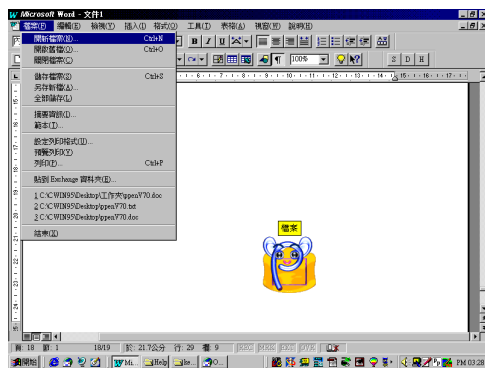 Microsoft Word - 文件1
檔案(F) 編輯(E) 檢視(V) 插入(I) 格式(O) 工具(T) 表格(A) 視窗(W) 說明(H)
開新檔案(N)... Ctrl+N
開啟舊檔(O)... Ctrl+O
關閉檔案(C)
儲存檔案(S) Ctrl+S
另存新檔(A)...
全部儲存(L)
摘要資訊(I)...
範本(T)...
設定列印格式(U)...
預覽列印(V)
列印(P)... Ctrl+P
貼到 Exchange 資料夾(E)...
1 C:\C\WIN95\Desktop\工作夾\ppenV70.doc
2 C:\C\WIN95\Desktop\ppenV70.txt
3 C:\C\WIN95\Desktop\ppenV70.doc
結束(X)
B I U
100%
S D H
檔案
頁: 18 節: 1 18/19 於: 21.7公分 行: 29 欄: 9
開始 Mi... Help ke... O... PM 03:28